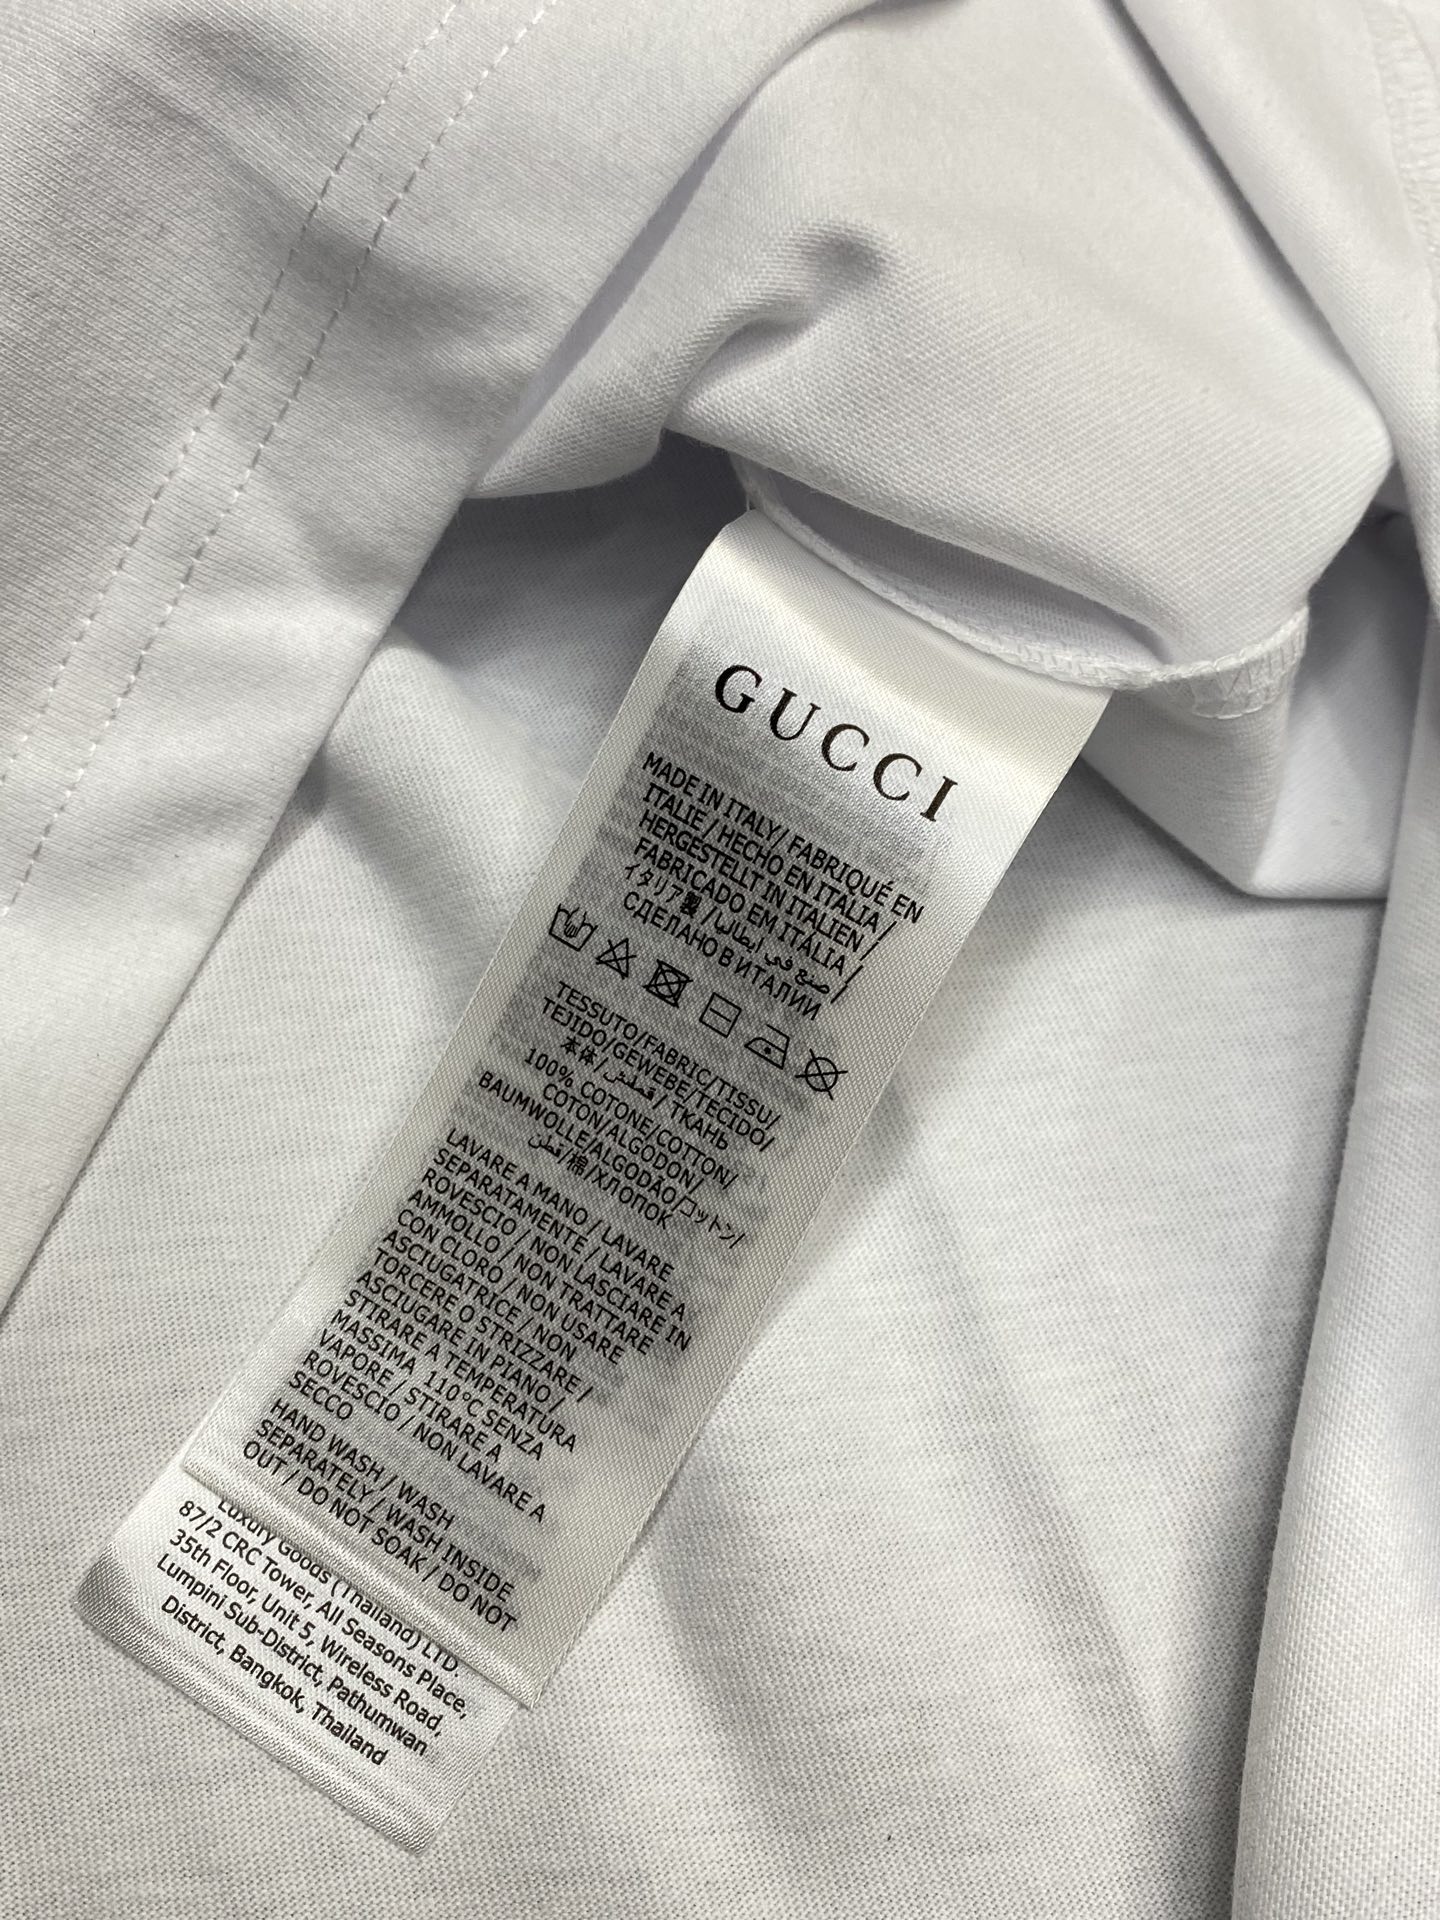 GUCCI
MADE IN ITALY/ FABRIQUÉ EN
ITALIE / HECHO EN ITALIA /
HERGESTELLT IN ITALIEN /
FABRICADO EM ITÁLIA /
イタリア製 / صنع في ايطاليا /
СДЕЛАНО В ИТАЛИИ
TESSUTO/FABRIC/TISSU/
TEJIDO/GEWEBE/TECIDO/
本体/قطش/ ТКАНЬ
100% COTONE/COTTON/
COTON/ALGODON/
BAUMWOLLE/ALGODÃO/コットン/
قطن/棉/ХЛОПОК
LAVARE A MANO / LAVARE
SEPARATAMENTE / LAVARE A
ROVESCIO / NON LASCIARE IN
AMMOLLO / NON TRATTARE
CON CLORO / NON USARE
ASCIUGATRICE / NON
TORCERE O STRIZZARE /
ASCIUGARE IN PIANO /
STIRARE A TEMPERATURA
MASSIMA 110°C SENZA
VAPORE / STIRARE A
ROVESCIO / NON LAVARE A
SECCO
HAND WASH / WASH
SEPARATELY / WASH INSIDE
OUT / DO NOT SOAK / DO NOT
Luxury Goods (Thailand) LTD.
87/2 CRC Tower, All Seasons Place,
35th Floor, Unit 5, Wireless Road,
Lumpini Sub-District, Pathumwan
District, Bangkok, Thailand